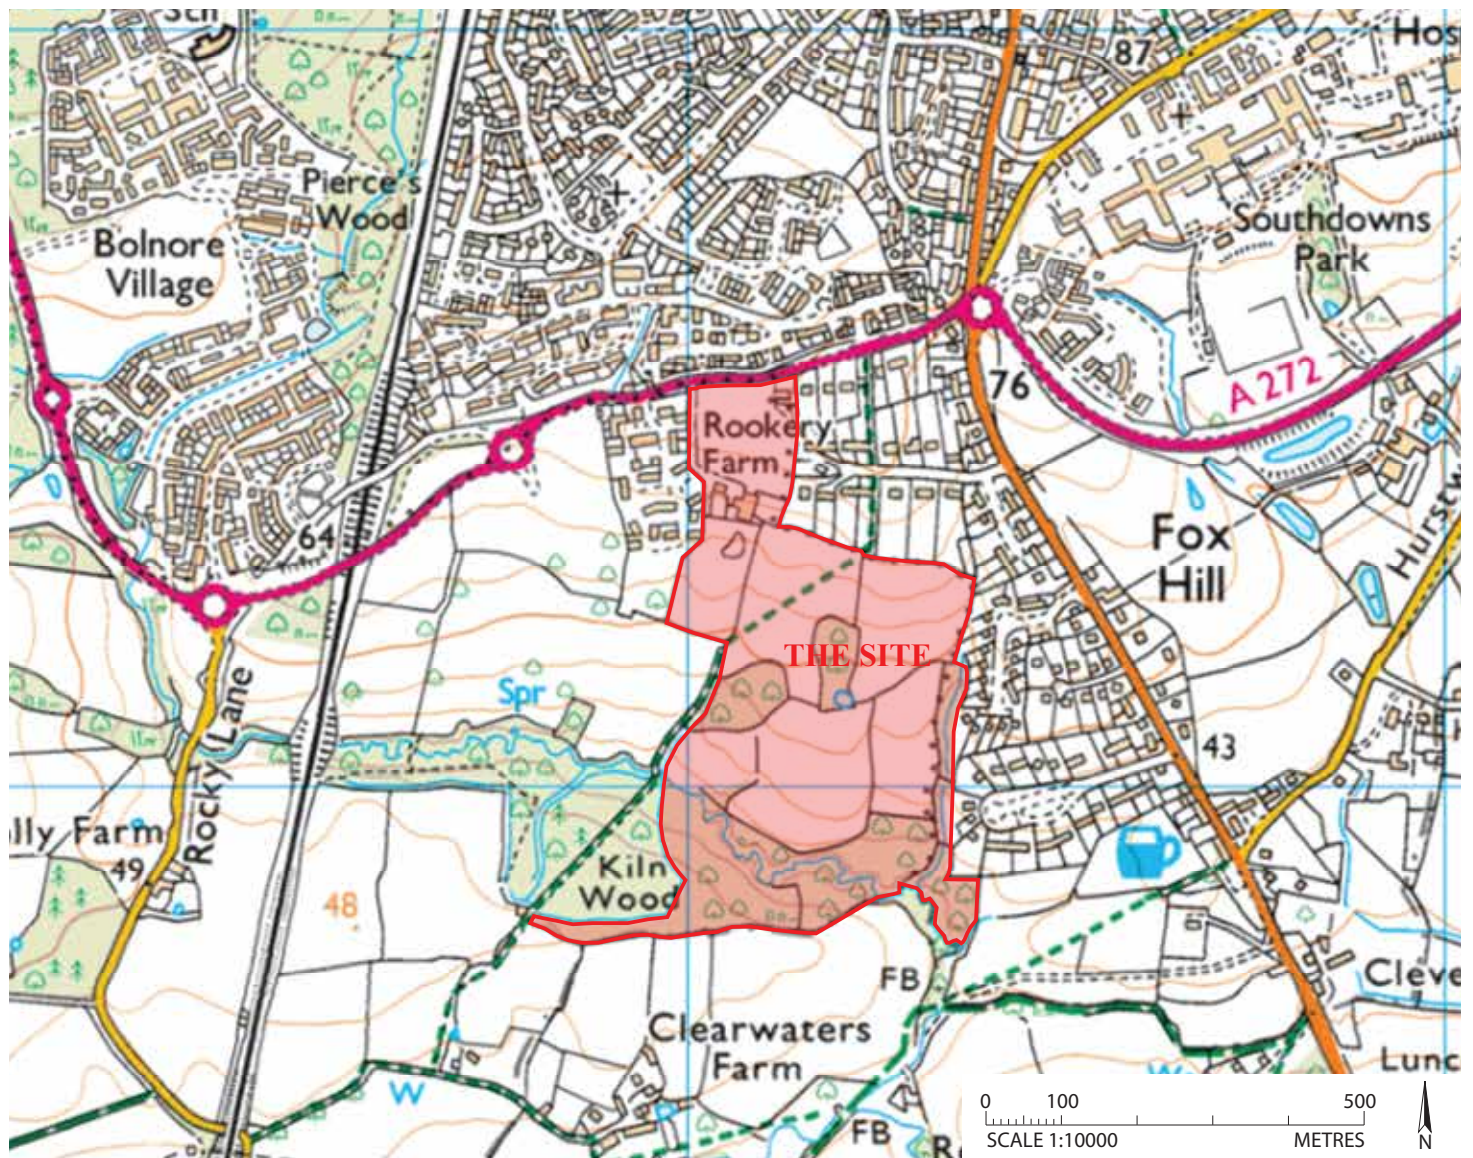 Sch
87
Hos
Pierce's
Wood
Bolnore
Village
Southdowns
Park
76
A 272
Rookery
Farm
64
Fox
Hill
Hurstw
THE SITE
Spr
Rocky Lane
43
lly Farm
49
Kiln
Wood
48
FB
Cleve
Clearwaters
Farm
Lunc
W
W
FB
R
0 100 500
SCALE 1:10000 METRES
N